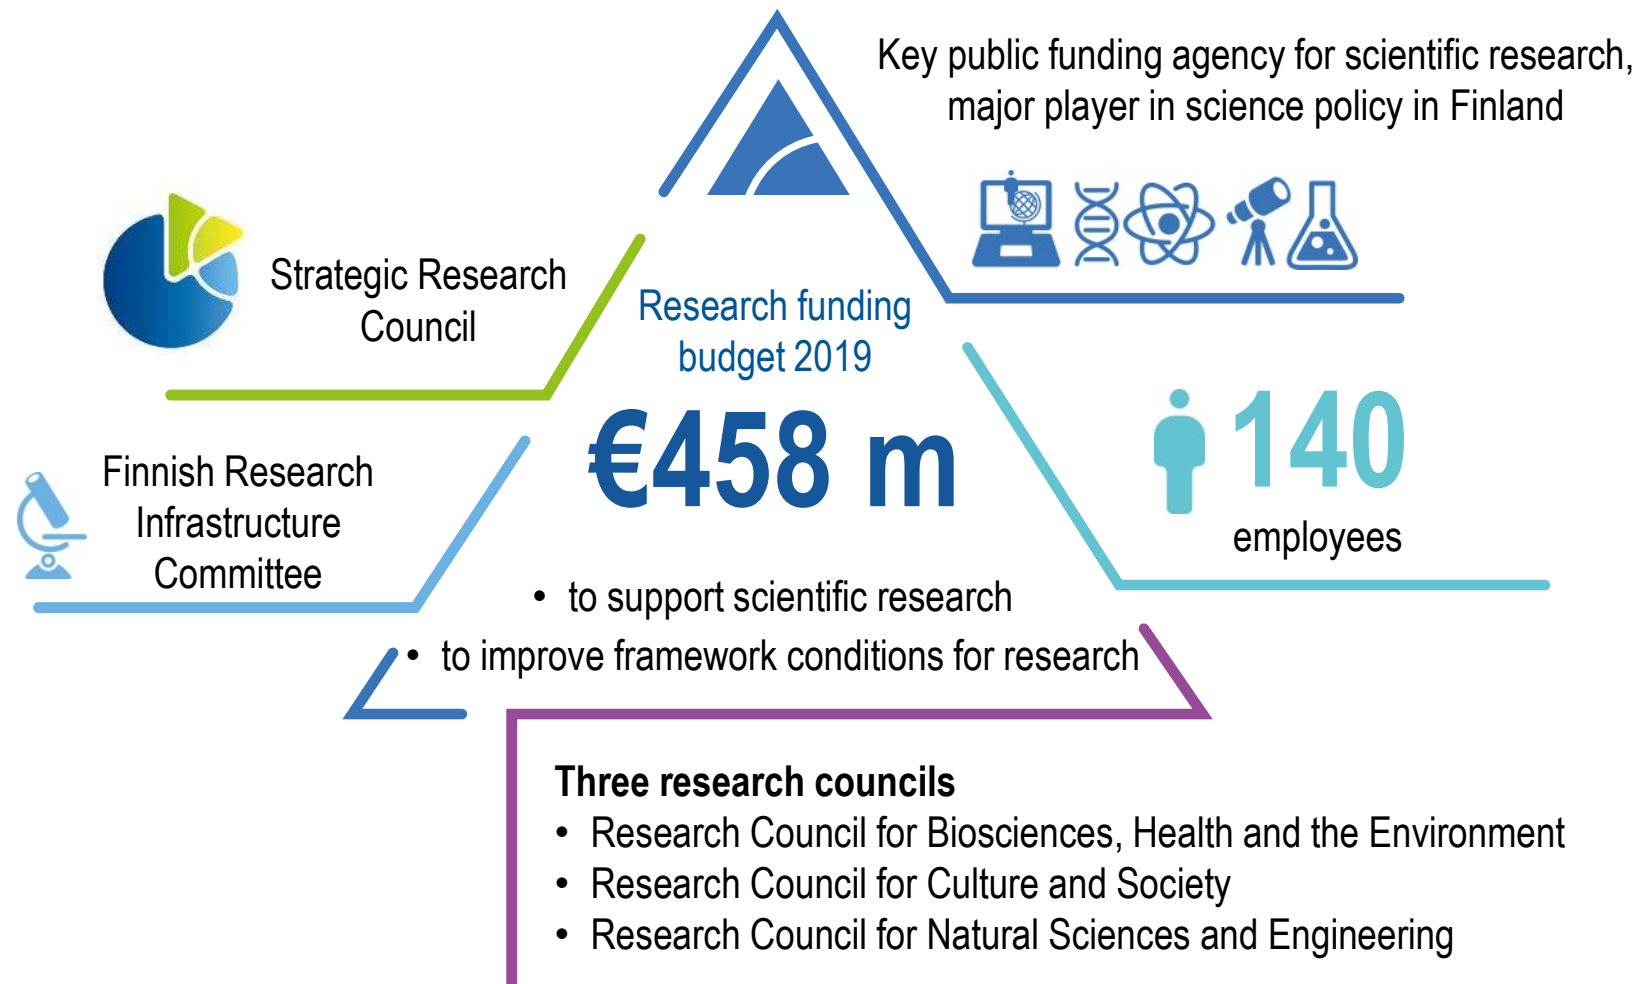 Key public funding agency for scientific research,
major player in science policy in Finland
Strategic Research
Council
Research funding
budget 2019
€458 m
140
employees
Finnish Research
Infrastructure
Committee
• to support scientific research
• to improve framework conditions for research
Three research councils
• Research Council for Biosciences, Health and the Environment
• Research Council for Culture and Society
• Research Council for Natural Sciences and Engineering